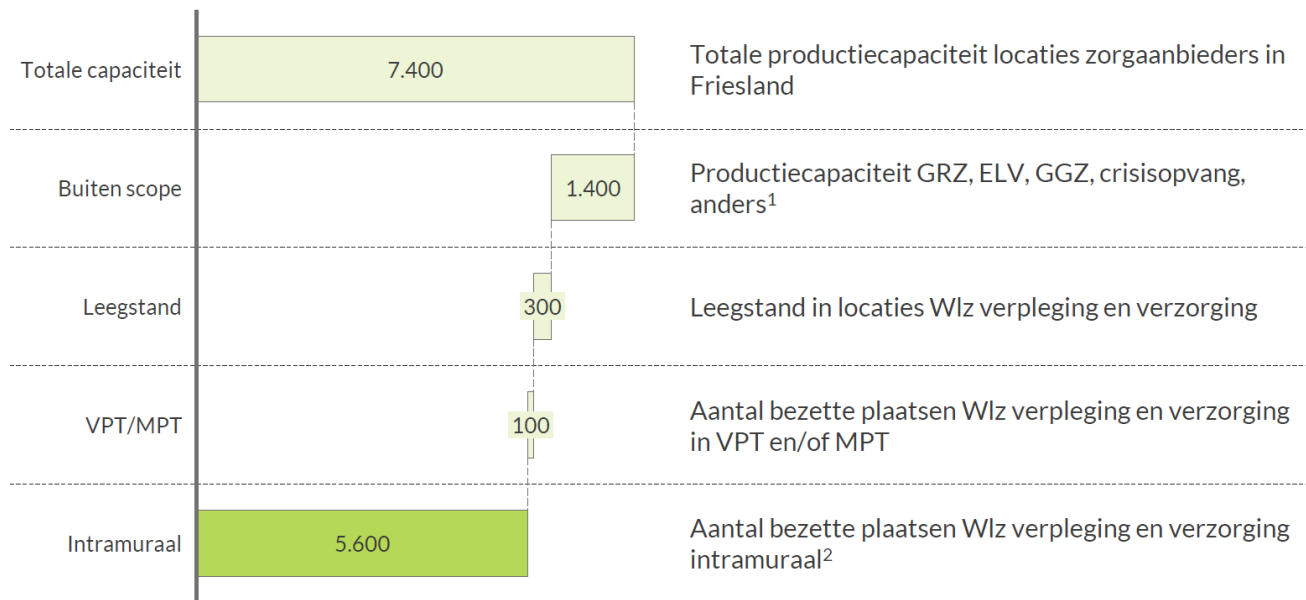 Totale capaciteit
7.400
Totale productiecapaciteit locaties zorgaanbieders in
Friesland
Buiten scope
1.400
Productiecapaciteit GRZ, ELV, GGZ, crisisopvang,
anders¹
Leegstand
300
Leegstand in locaties Wlz verpleging en verzorging
VPT/MPT
100
Aantal bezette plaatsen Wlz verpleging en verzorging
in VPT en/of MPT
Intramuraal
5.600
Aantal bezette plaatsen Wlz verpleging en verzorging
intramuraal²